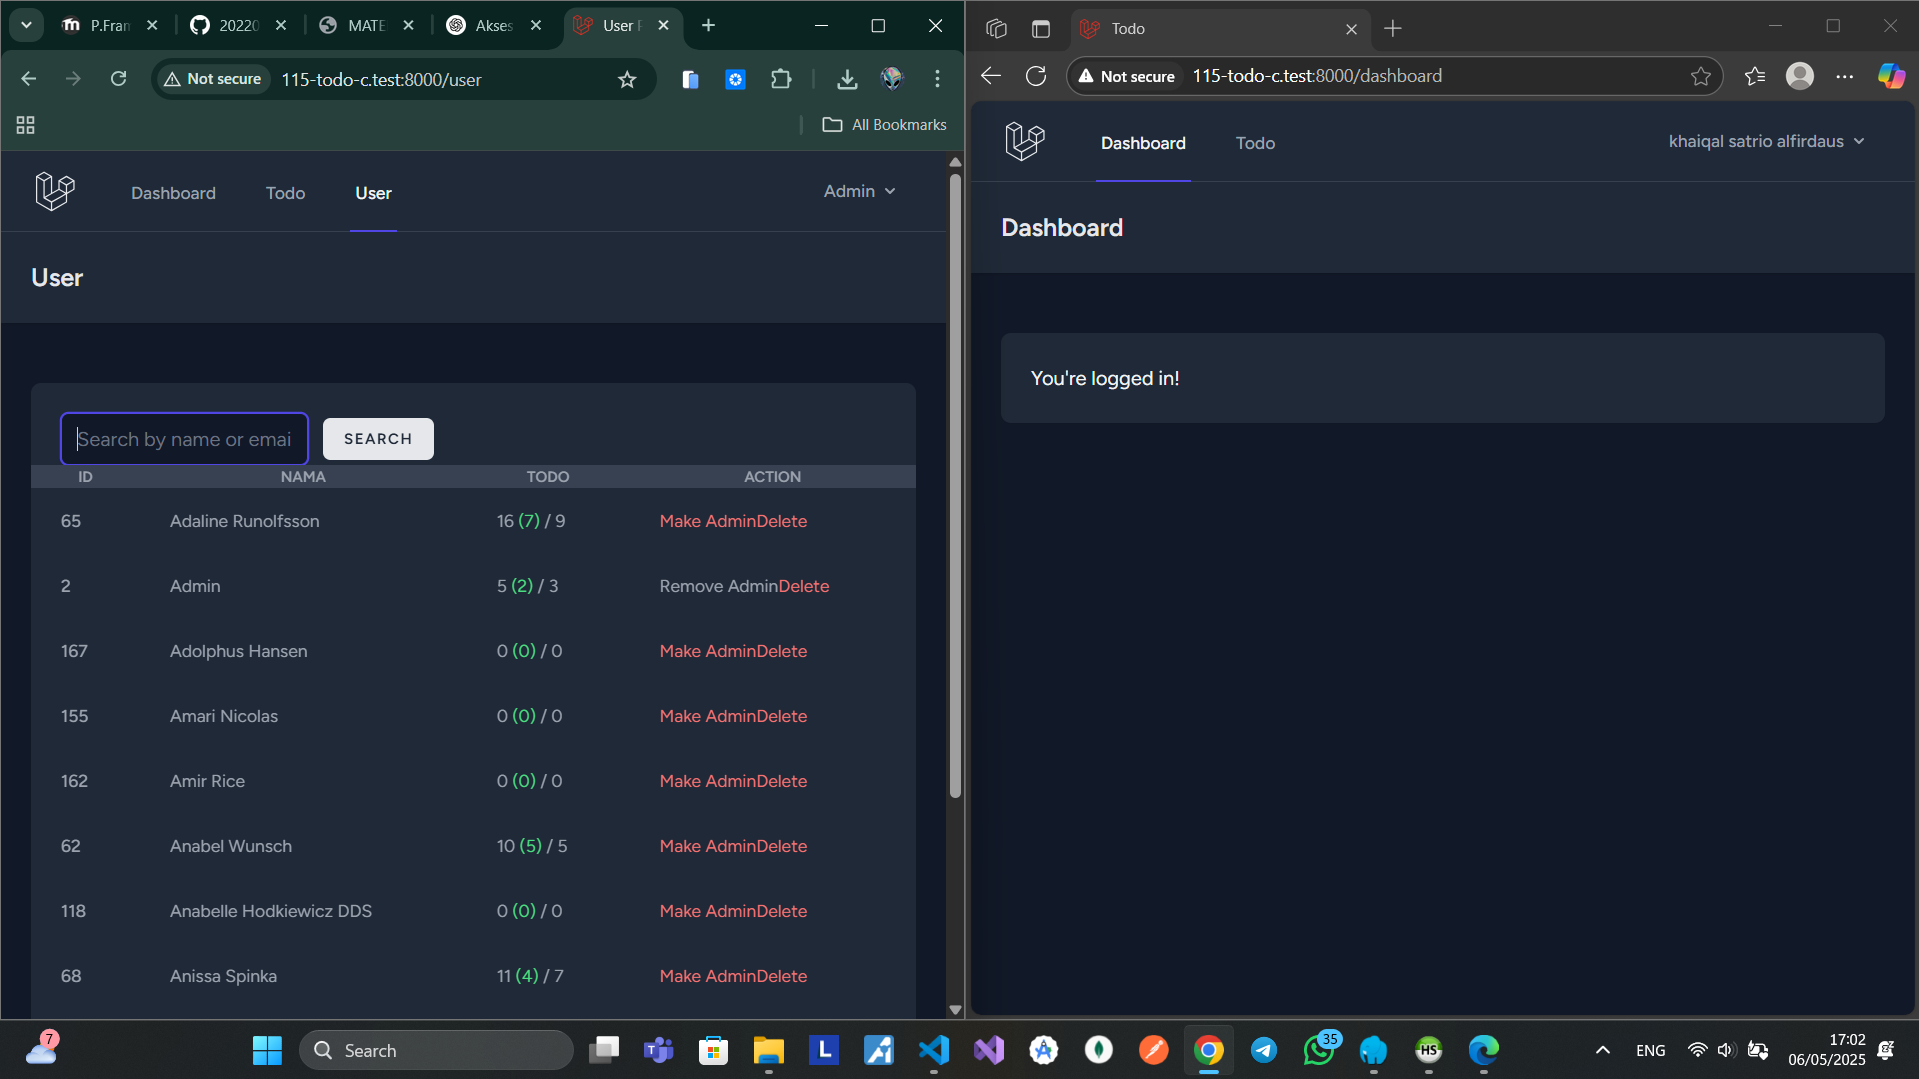 P.Fran
20220
MATE
Akses
User F
Not secure
115-todo-c.test:8000/user
All Bookmarks
Dashboard
Todo
User
Admin
User
Search by name or emai
SEARCH
ID NAMA TODO ACTION
65 Adaline Runolfsson 16 (7) / 9 Make AdminDelete
2 Admin 5 (2) / 3 Remove AdminDelete
167 Adolphus Hansen 0 (0) / 0 Make AdminDelete
155 Amari Nicolas 0 (0) / 0 Make AdminDelete
162 Amir Rice 0 (0) / 0 Make AdminDelete
62 Anabel Wunsch 10 (5) / 5 Make AdminDelete
118 Anabelle Hodkiewicz DDS 0 (0) / 0 Make AdminDelete
68 Anissa Spinka 11 (4) / 7 Make AdminDelete
Todo
Not secure
115-todo-c.test:8000/dashboard
Dashboard
Todo
khaiqal satrio alfirdaus
Dashboard
You're logged in!
7
Search
L
35
HS
ENG
17:02
06/05/2025